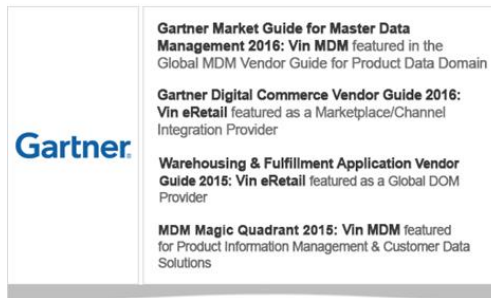 Gartner
Gartner Market Guide for Master Data
Management 2016: Vin MDM featured in the
Global MDM Vendor Guide for Product Data Domain
Gartner Digital Commerce Vendor Guide 2016:
Vin eRetail featured as a Marketplace/Channel
Integration Provider
Warehousing & Fulfillment Application Vendor
Guide 2015: Vin eRetail featured as a Global DOM
Provider
MDM Magic Quadrant 2015: Vin MDM featured
for Product Information Management & Customer Data
Solutions